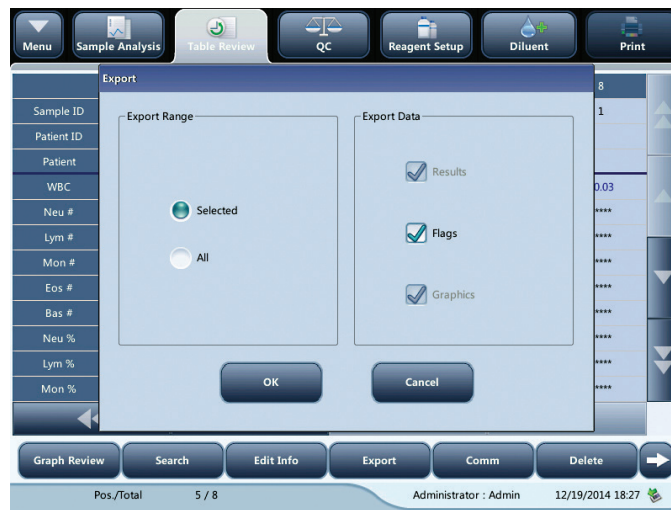 Menu
Sample Analysis
Table Review
QC
Reagent Setup
Diluent
Print
Export
8
Sample ID
1
Patient ID
Patient
WBC
0.03
Neu #
****
Lym #
****
Mon #
****
Eos #
****
Bas #
****
Neu %
****
Lym %
****
Mon %
****
Export Range
Selected
All
Export Data
Results
Flags
Graphics
OK
Cancel
Graph Review
Search
Edit Info
Export
Comm
Delete
Pos./Total
5 / 8
Administrator : Admin
12/19/2014 18:27